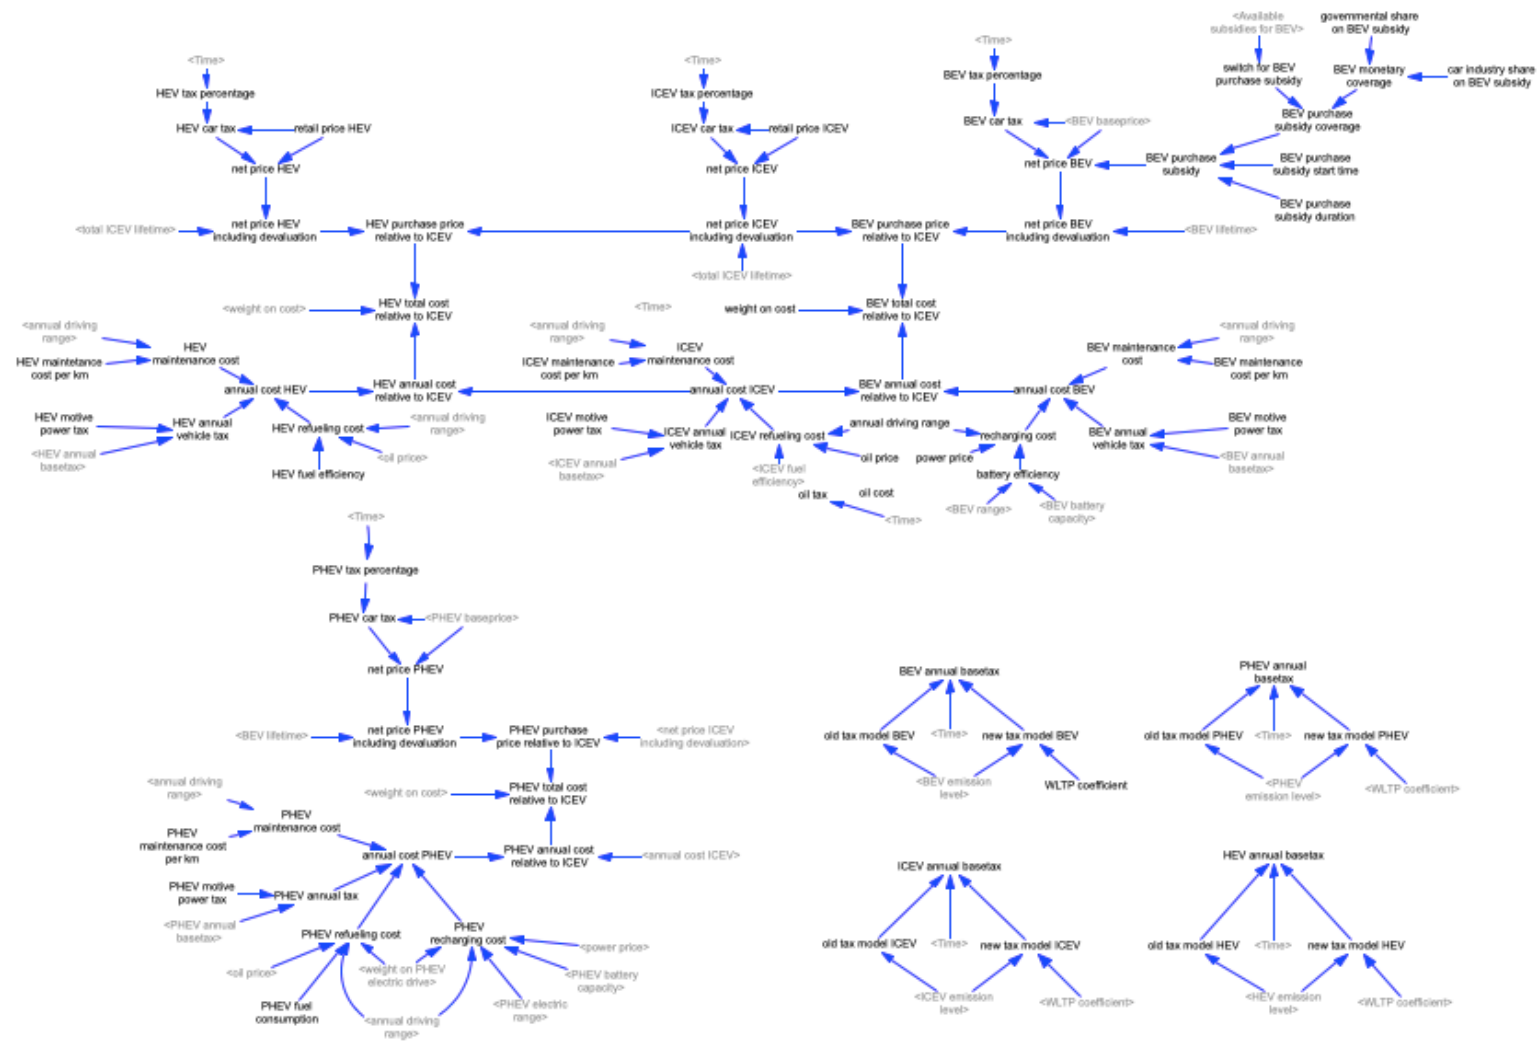 <Available
subsidies for BEV>
governmental share
on BEV subsidy
<Time>
<Time>
<Time>
switch for BEV
purchase subsidy
BEV monetary
coverage
car industry share
on BEV subsidy
HEV tax percentage
ICEV tax percentage
BEV tax percentage
HEV car tax
retail price HEV
ICEV car tax
retail price ICEV
BEV car tax
<BEV baseprice>
BEV purchase
subsidy coverage
net price HEV
net price ICEV
net price BEV
BEV purchase
subsidy
BEV purchase
subsidy start time
BEV purchase
subsidy duration
<total ICEV lifetime>
net price HEV
including devaluation
HEV purchase price
relative to ICEV
net price ICEV
including devaluation
BEV purchase price
relative to ICEV
net price BEV
including devaluation
<BEV lifetime>
<total ICEV lifetime>
<weight on cost>
HEV total cost
relative to ICEV
<Time>
weight on cost
BEV total cost
relative to ICEV
<annual driving
range>
HEV
maintenance cost
HEV maintetance
cost per km
<annual driving
range>
ICEV
maintenance cost
ICEV maintenance
cost per km
BEV maintenance
cost
<annual driving
range>
BEV maintenance
cost per km
annual cost HEV
HEV annual cost
relative to ICEV
annual cost ICEV
BEV annual cost
relative to ICEV
annual cost BEV
HEV motive
power tax
HEV annual
vehicle tax
<HEV annual
basetax>
HEV refueling cost
<annual driving
range>
<oil price>
HEV fuel efficiency
ICEV motive
power tax
ICEV annual
vehicle tax
<ICEV annual
basetax>
ICEV refueling cost
annual driving range
oil price
<ICEV fuel
efficiency>
oil tax
oil cost
<Time>
recharging cost
power price
battery efficiency
<BEV range>
<BEV battery
capacity>
BEV annual
vehicle tax
BEV motive
power tax
<BEV annual
basetax>
<Time>
PHEV tax percentage
PHEV car tax
<PHEV baseprice>
net price PHEV
<BEV lifetime>
net price PHEV
including devaluation
PHEV purchase
price relative to ICEV
<net price ICEV
including devaluation>
<weight on cost>
PHEV total cost
relative to ICEV
<annual driving
range>
PHEV
maintenance cost
PHEV
maintenance cost
per km
annual cost PHEV
PHEV annual cost
relative to ICEV
<annual cost ICEV>
PHEV motive
power tax
PHEV annual tax
<PHEV annual
basetax>
PHEV refueling cost
PHEV
recharging cost
<power price>
<oil price>
<weight on PHEV
electric drive>
<PHEV battery
capacity>
PHEV fuel
consumption
<annual driving
range>
<PHEV electric
range>
BEV annual basetax
old tax model BEV
<Time>
new tax model BEV
<BEV emission
level>
WLTP coefficient
PHEV annual
basetax
old tax model PHEV
<Time>
new tax model PHEV
<PHEV
emission level>
<WLTP coefficient>
ICEV annual basetax
old tax model ICEV
<Time>
new tax model ICEV
<ICEV emission
level>
<WLTP coefficient>
HEV annual basetax
old tax model HEV
<Time>
new tax model HEV
<HEV emission
level>
<WLTP coefficient>